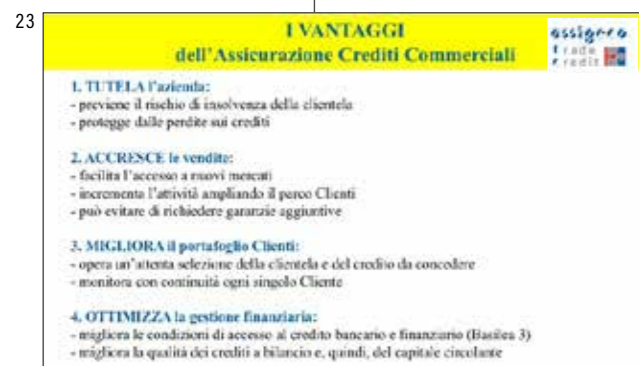 23
I VANTAGGI
dell'Assicurazione Crediti Commerciali
assigeco
trade
credit
1. TUTELA l'azienda:
- previene il rischio di insolvenza della clientela
- protegge dalle perdite sui crediti
2. ACCRESCE le vendite:
- facilita l'accesso a nuovi mercati
- incrementa l'attività ampliando il parco Clienti
- può evitare di richiedere garanzie aggiuntive
3. MIGLIORA il portafoglio Clienti:
- opera un'attenta selezione della clientela e del credito da concedere
- monitora con continuità ogni singolo Cliente
4. OTTIMIZZA la gestione finanziaria:
- migliora le condizioni di accesso al credito bancario e finanziario (Basilea 3)
- migliora la qualità dei crediti a bilancio e, quindi, del capitale circolante